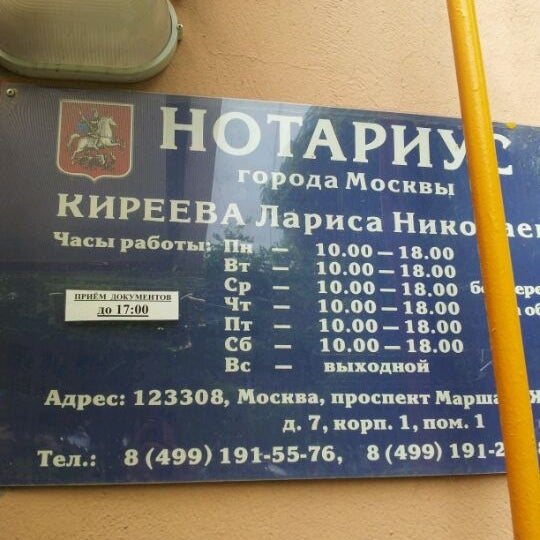 НОТАРИУС
города Москвы
КИРЕЕВА Лариса
Часы работы: Пн — 10.00 — 18.00
Вт — 10.00 — 18.00
Ср — 10.00 — 18.00
Чт — 10.00 — 18.00
Пт — 10.00 — 18.00
Сб — 10.00 — 18.00
Вс — выходной
ПРИЁМ ДОКУМЕНТОВ
до 17:00
Адрес: 123308, Москва, проспект
д. 7, корп. 1, пом. 1
Тел.: 8 (499) 191-55-76, 8 (499)